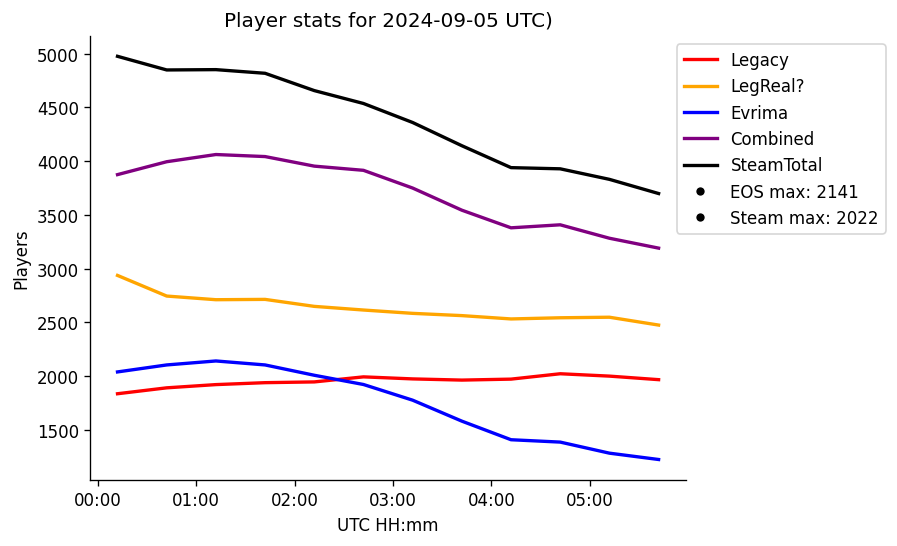 Player stats for 2024-09-05 UTC)
Players
5000
4500
4000
3500
3000
2500
2000
1500
00:00 01:00 02:00 03:00 04:00 05:00
UTC HH:mm
Legacy
LegReal?
Evrima
Combined
SteamTotal
EOS max: 2141
Steam max: 2022